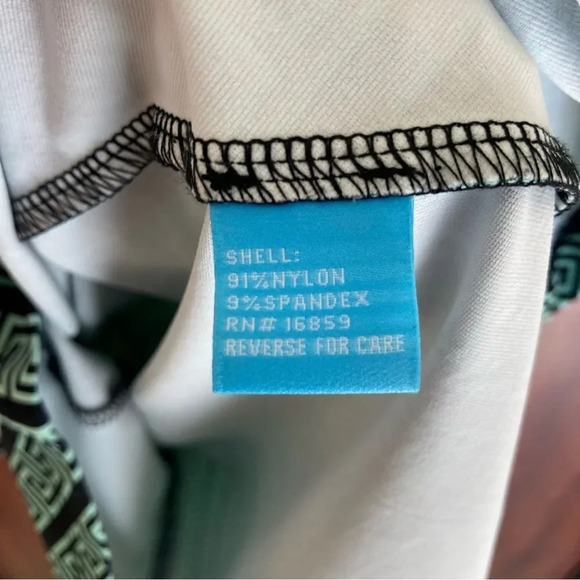 SHELL:
91%NYLON
9%SPANDEX
RN# 16859
REVERSE FOR CARE